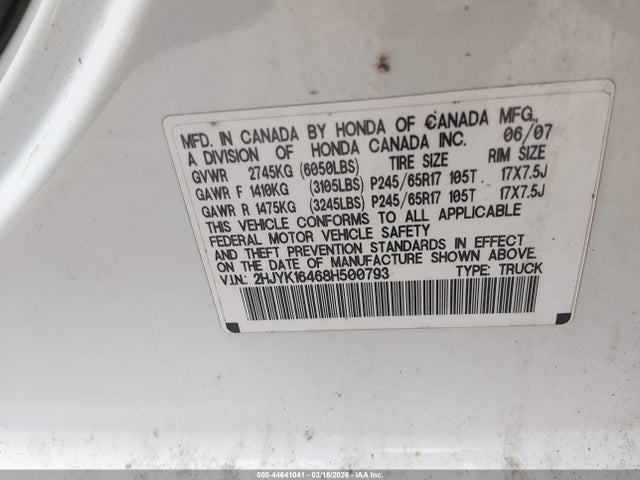 MFD. IN CANADA BY HONDA OF CANADA MFG.,
A DIVISION OF HONDA CANADA INC. 06/07
GVWR 2745KG (6050LBS) TIRE SIZE RIM SIZE
GAWR F 1410KG (3105LBS) P245/65R17 105T 17X7.5J
GAWR R 1475KG (3245LBS) P245/65R17 105T 17X7.5J
THIS VEHICLE CONFORMS TO ALL APPLICABLE
FEDERAL MOTOR VEHICLE SAFETY
AND THEFT PREVENTION STANDARDS IN EFFECT
ON THE DATE OF MANUFACTURE SHOWN ABOVE.
V.I.N.: 2HJYK16468H500793 TYPE: TRUCK
000-44641041 - 03/18/2026 - IAA Inc. (C) Copyright